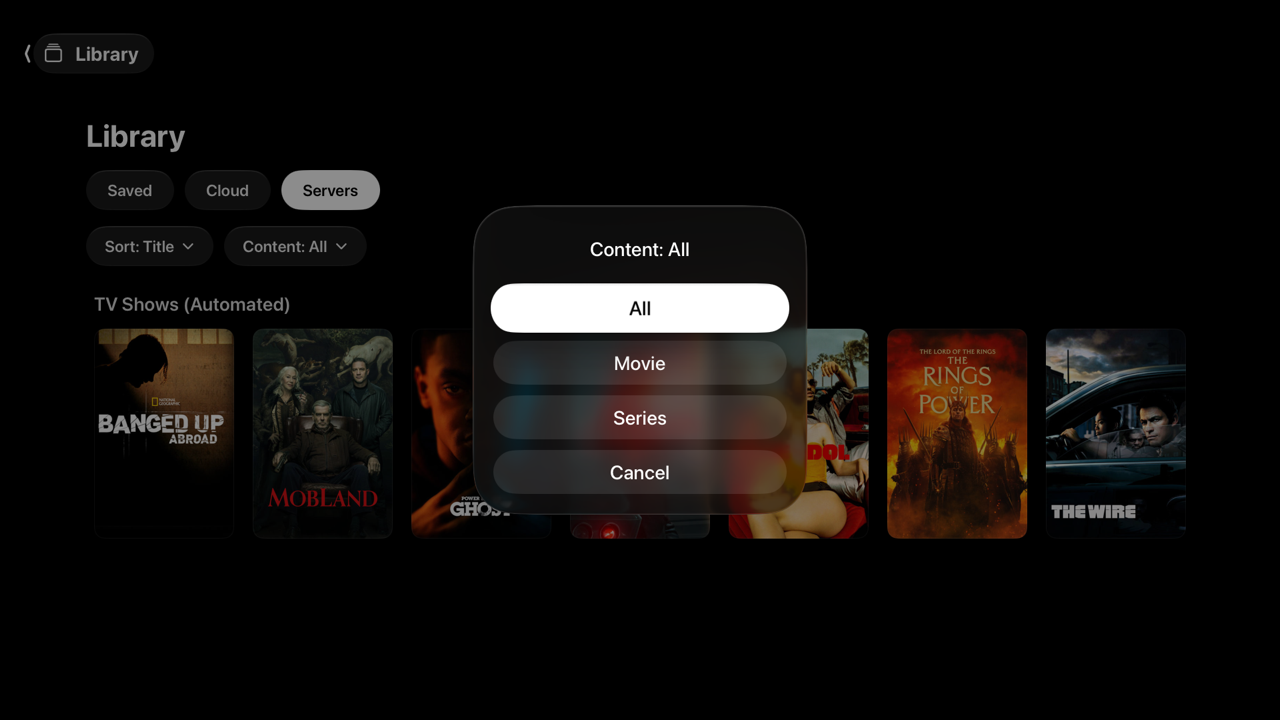 Library
Library
Saved
Cloud
Servers
Sort: Title
Content: All
TV Shows (Automated)
Content: All
All
Movie
Series
Cancel
NATIONAL
GEOGRAPHIC
BANGED UP
ABROAD
MOBLAND
POWER
GHOST
THE LORD OF THE RINGS
THE
RINGS
OF
POWER
THE WIRE